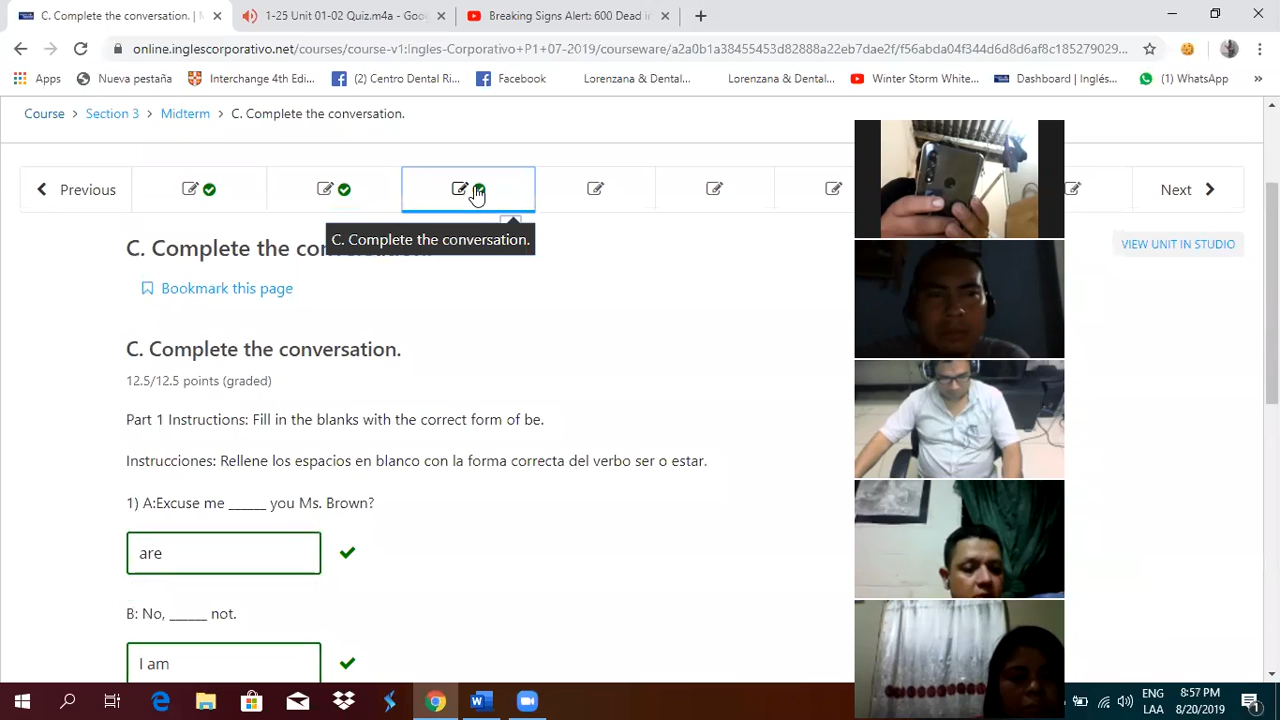 C. Complete the conversation. |
1-25 Unit 01-02 Quiz.m4a - Goo
Breaking Signs Alert: 600 Dead in
online.inglescorporativo.net/courses/course-v1:Ingles-Corporativo+P1+07-2019/courseware/a2a0b1a38455453d82888a22eb7dae2f/f56abda04f344d6d8d6af8c185279029...
Apps
Nueva pestaña
Interchange 4th Edi...
(2) Centro Dental Ri...
Facebook
Lorenzana & Dental...
Lorenzana & Dental...
Winter Storm White...
Dashboard | Inglés...
(1) WhatsApp
Course > Section 3 > Midterm > C. Complete the conversation.
Previous
Next
C. Complete the conversation.
C. Complete the con
VIEW UNIT IN STUDIO
Bookmark this page
C. Complete the conversation.
12.5/12.5 points (graded)
Part 1 Instructions: Fill in the blanks with the correct form of be.
Instrucciones: Rellene los espacios en blanco con la forma correcta del verbo ser o estar.
1) A:Excuse me ______ you Ms. Brown?
are
B: No, ______ not.
I am
ENG
8:57 PM
LAA
8/20/2019
1